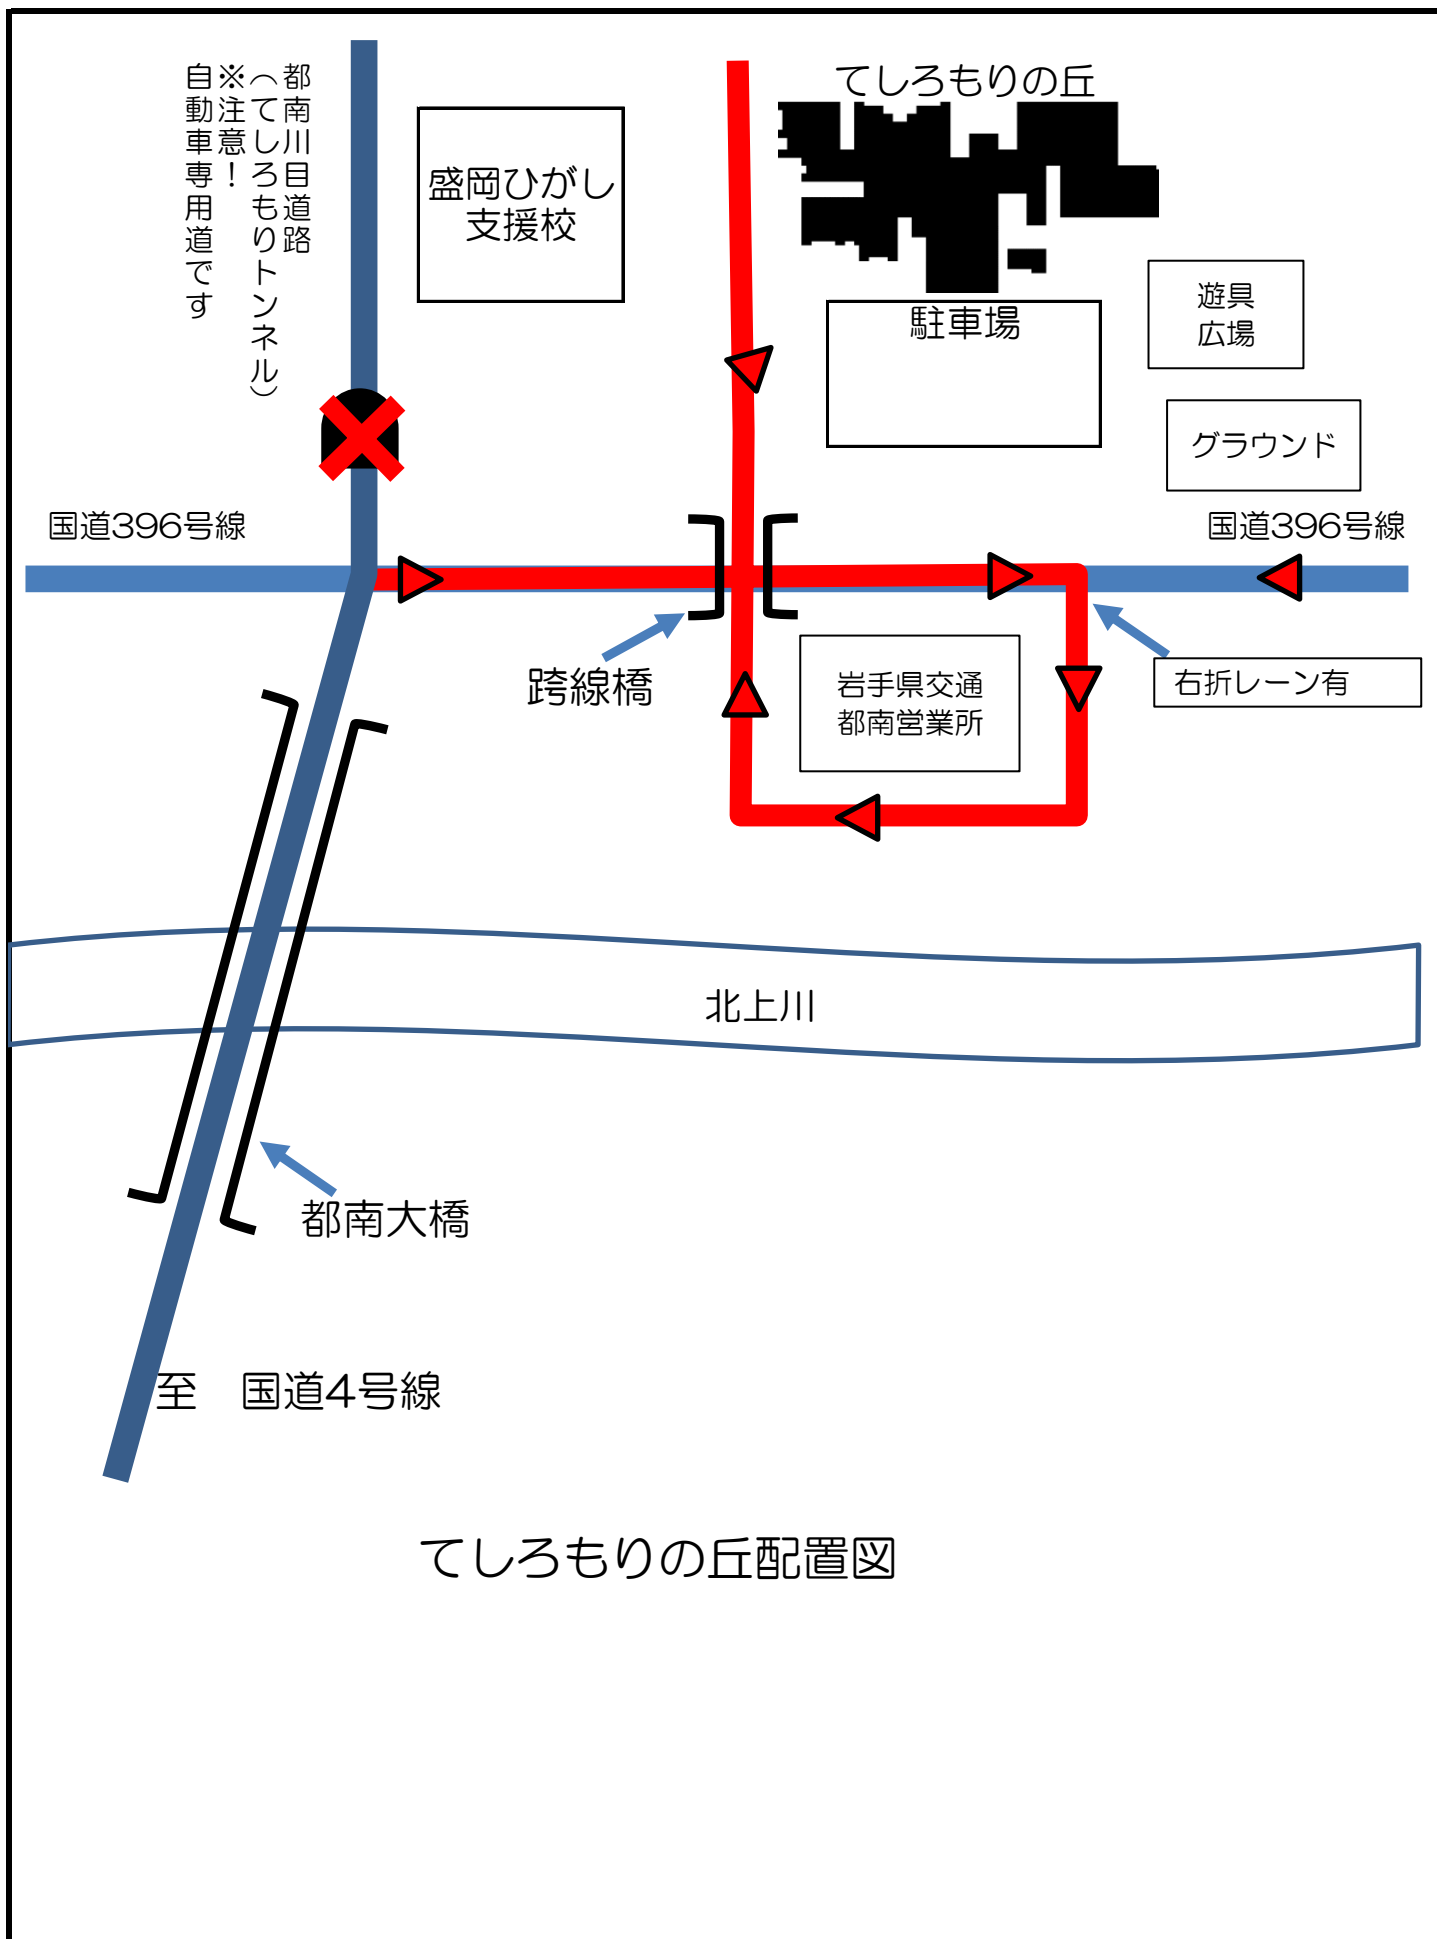 都南川目道路
（てしろもりトンネル）
※注意！
自動車専用道です
てしろもりの丘
盛岡ひがし
支援校
駐車場
遊具
広場
グラウンド
国道396号線
国道396号線
跨線橋
岩手県交通
都南営業所
右折レーン有
北上川
都南大橋
至　国道4号線
てしろもりの丘配置図